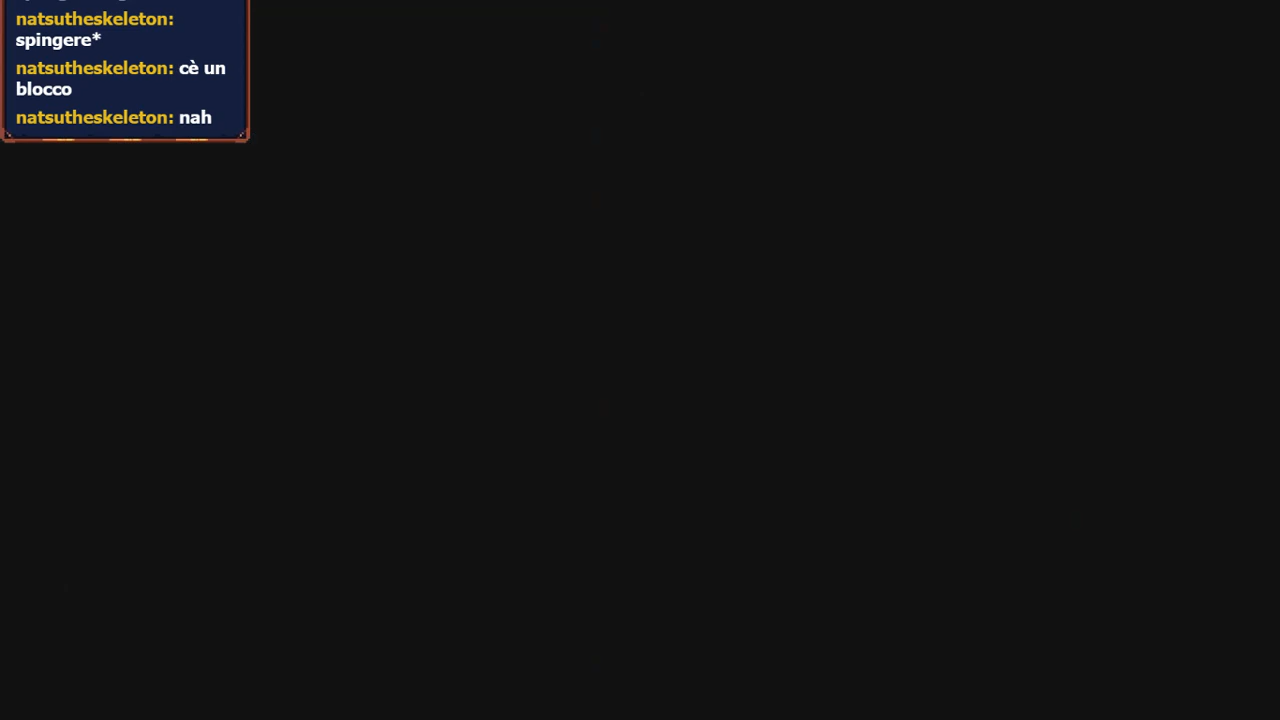 natsutheskeleton:
spingere*
natsutheskeleton: cè un
blocco
natsutheskeleton: nah